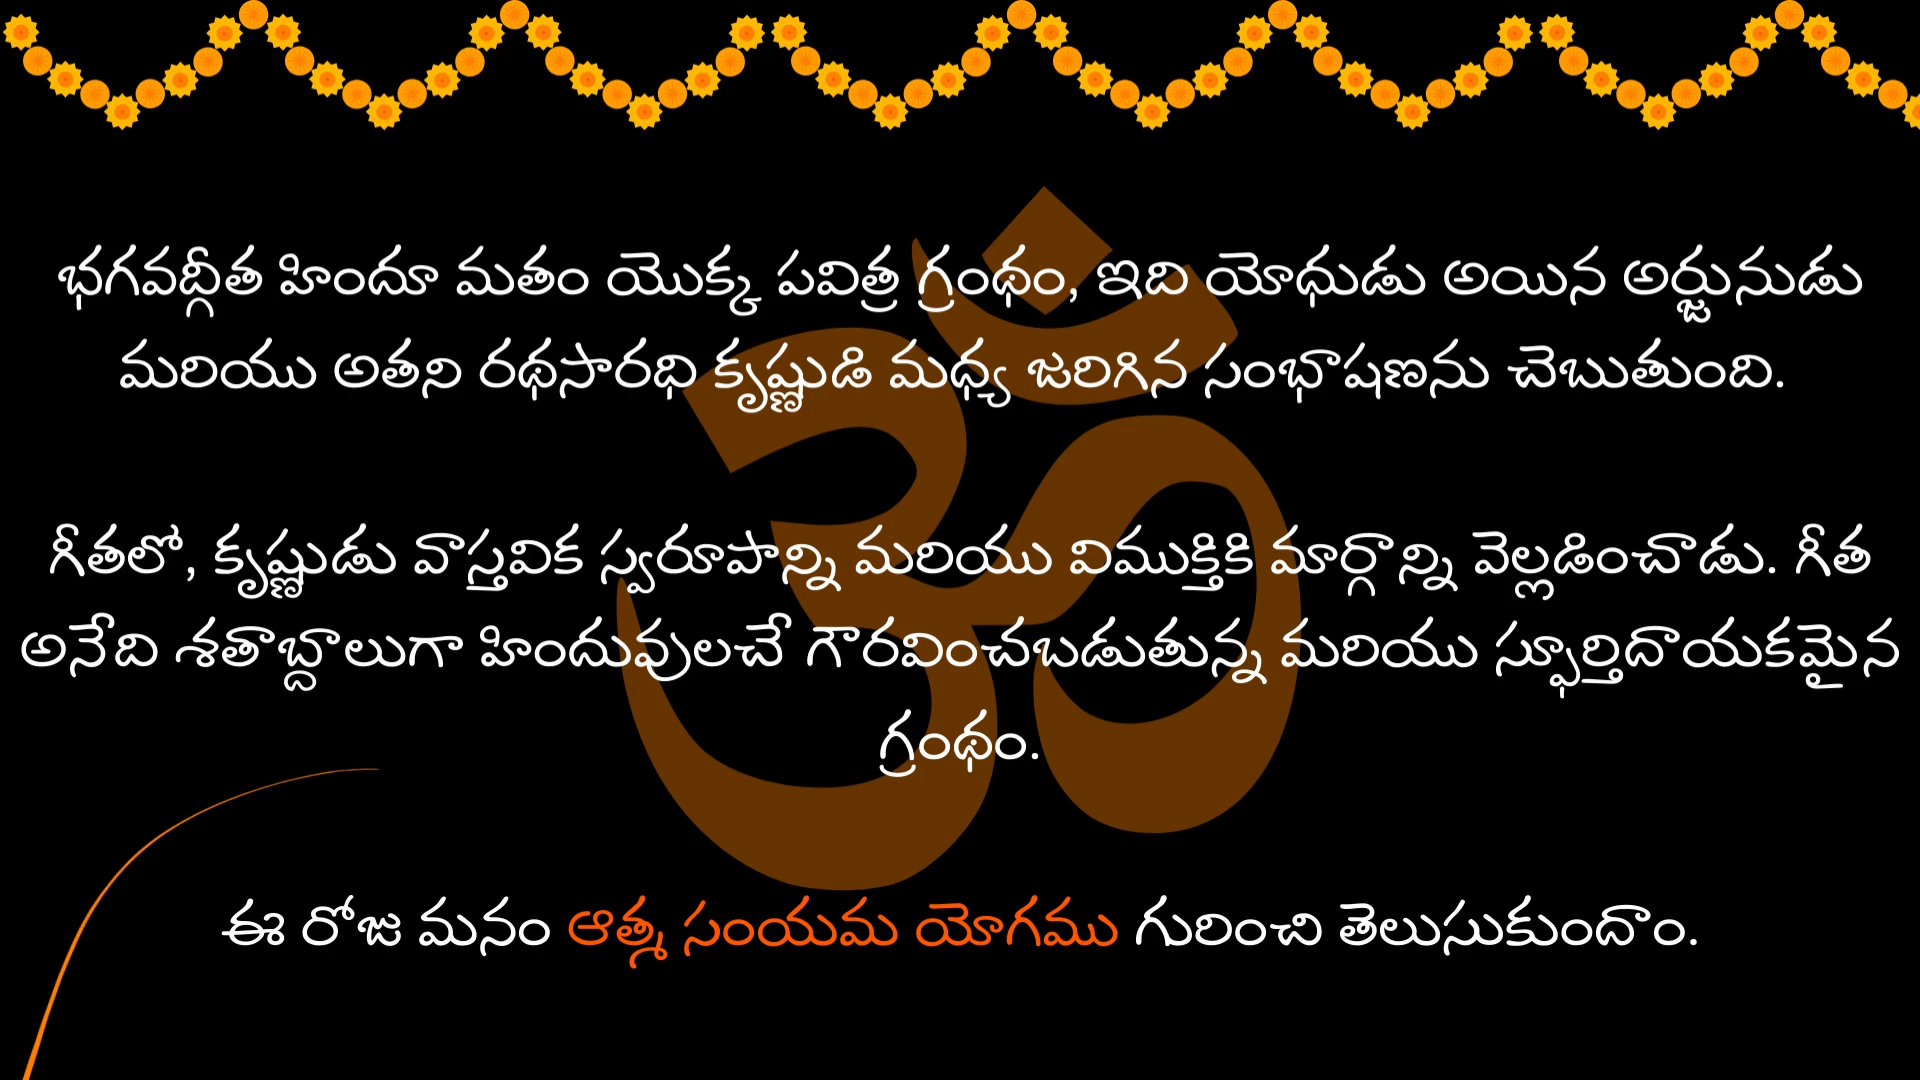 భగవద్గీత హిందూ మతం యొక్క పవిత్ర గ్రంథం, ఇది యోధుడు అయిన అర్జునుడు
మరియు అతని రథసారథి కృష్ణుడి మధ్య జరిగిన సంభాషణను చెబుతుంది.
గీతలో, కృష్ణుడు వాస్తవిక స్వరూపాన్ని మరియు విముక్తికి మార్గాన్ని వెల్లడించాడు. గీత
అనేది శతాబ్దాలుగా హిందువులచే గౌరవించబడుతున్న మరియు స్ఫూర్తిదాయకమైన
గ్రంథం.
ఈ రోజు మనం ఆత్మ సంయమ యోగము గురించి తెలుసుకుందాం.